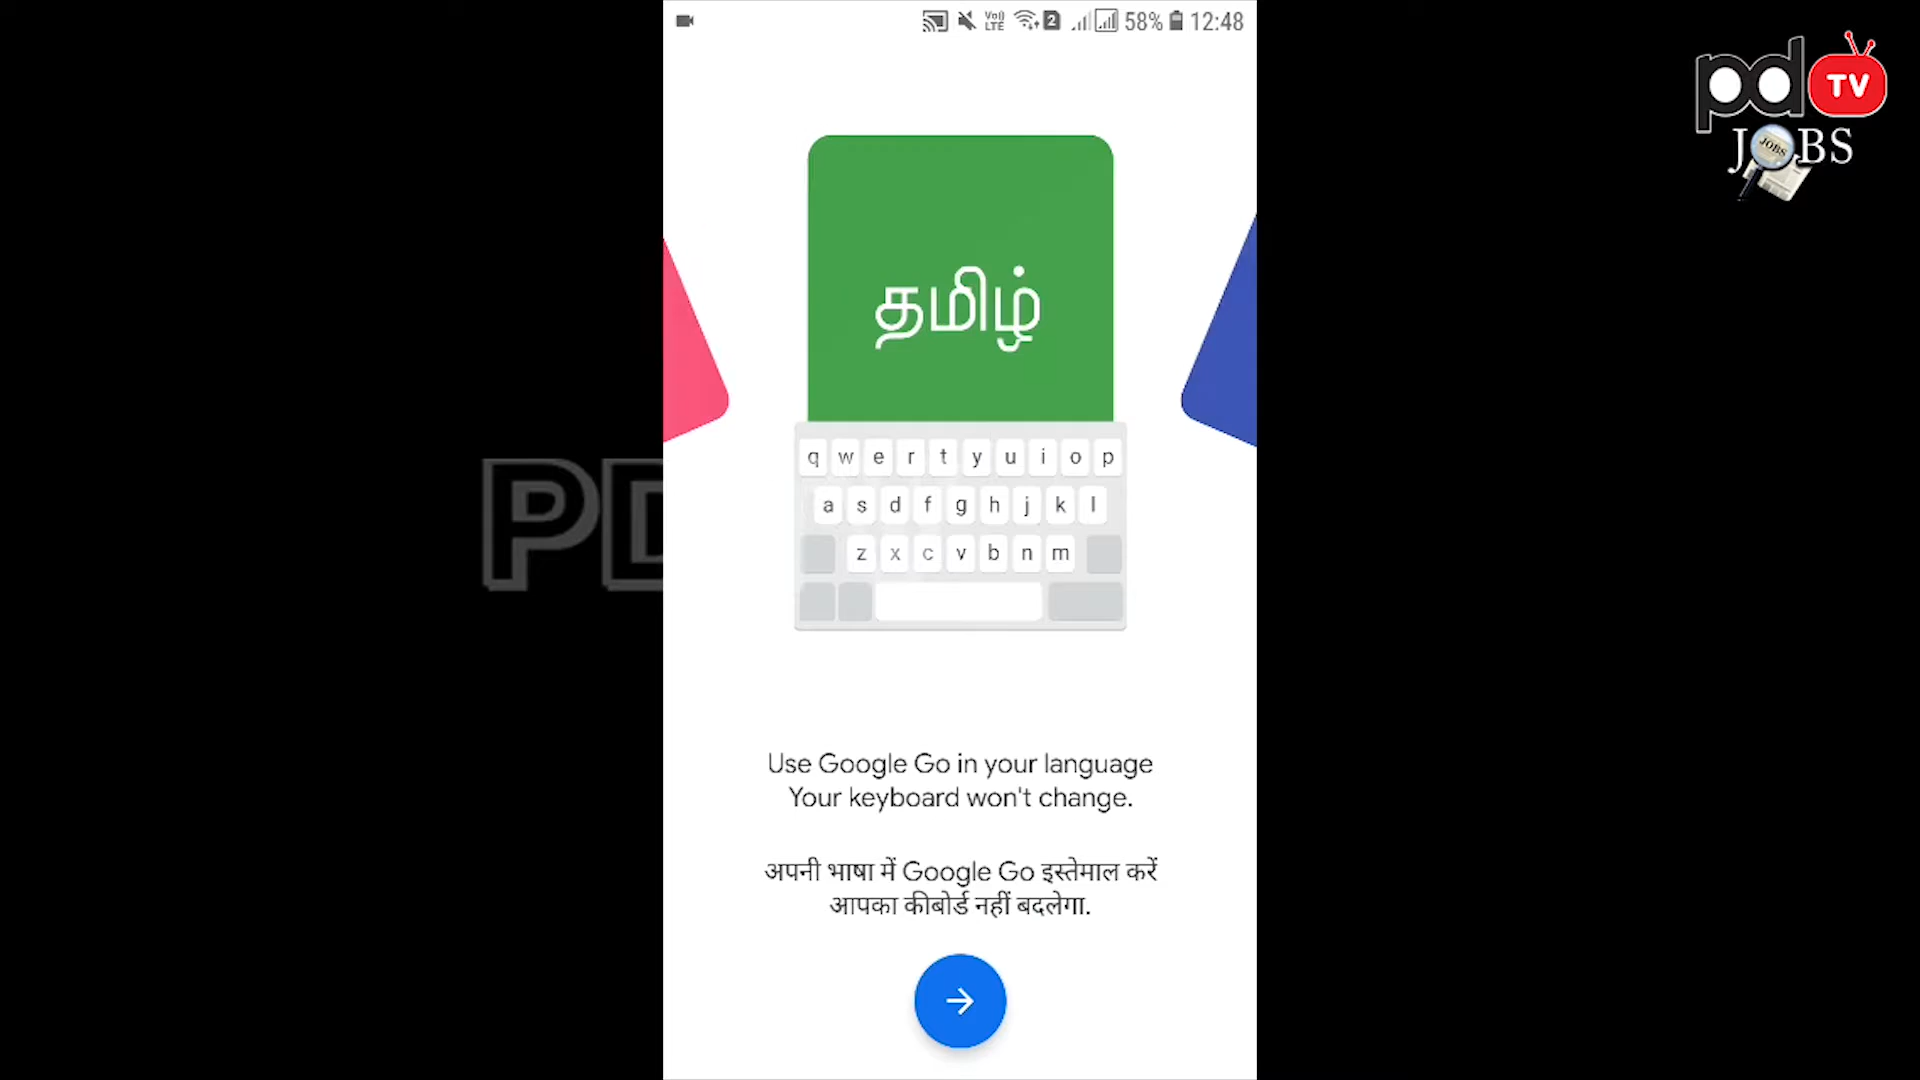 58% 12:48
pd TV
JOBS
தமிழ்
q w e r t y u i o p
a s d f g h j k l
z x c v b n m
PD
Use Google Go in your language
Your keyboard won't change.
अपनी भाषा में Google Go इस्तेमाल करें
आपका कीबोर्ड नहीं बदलेगा.